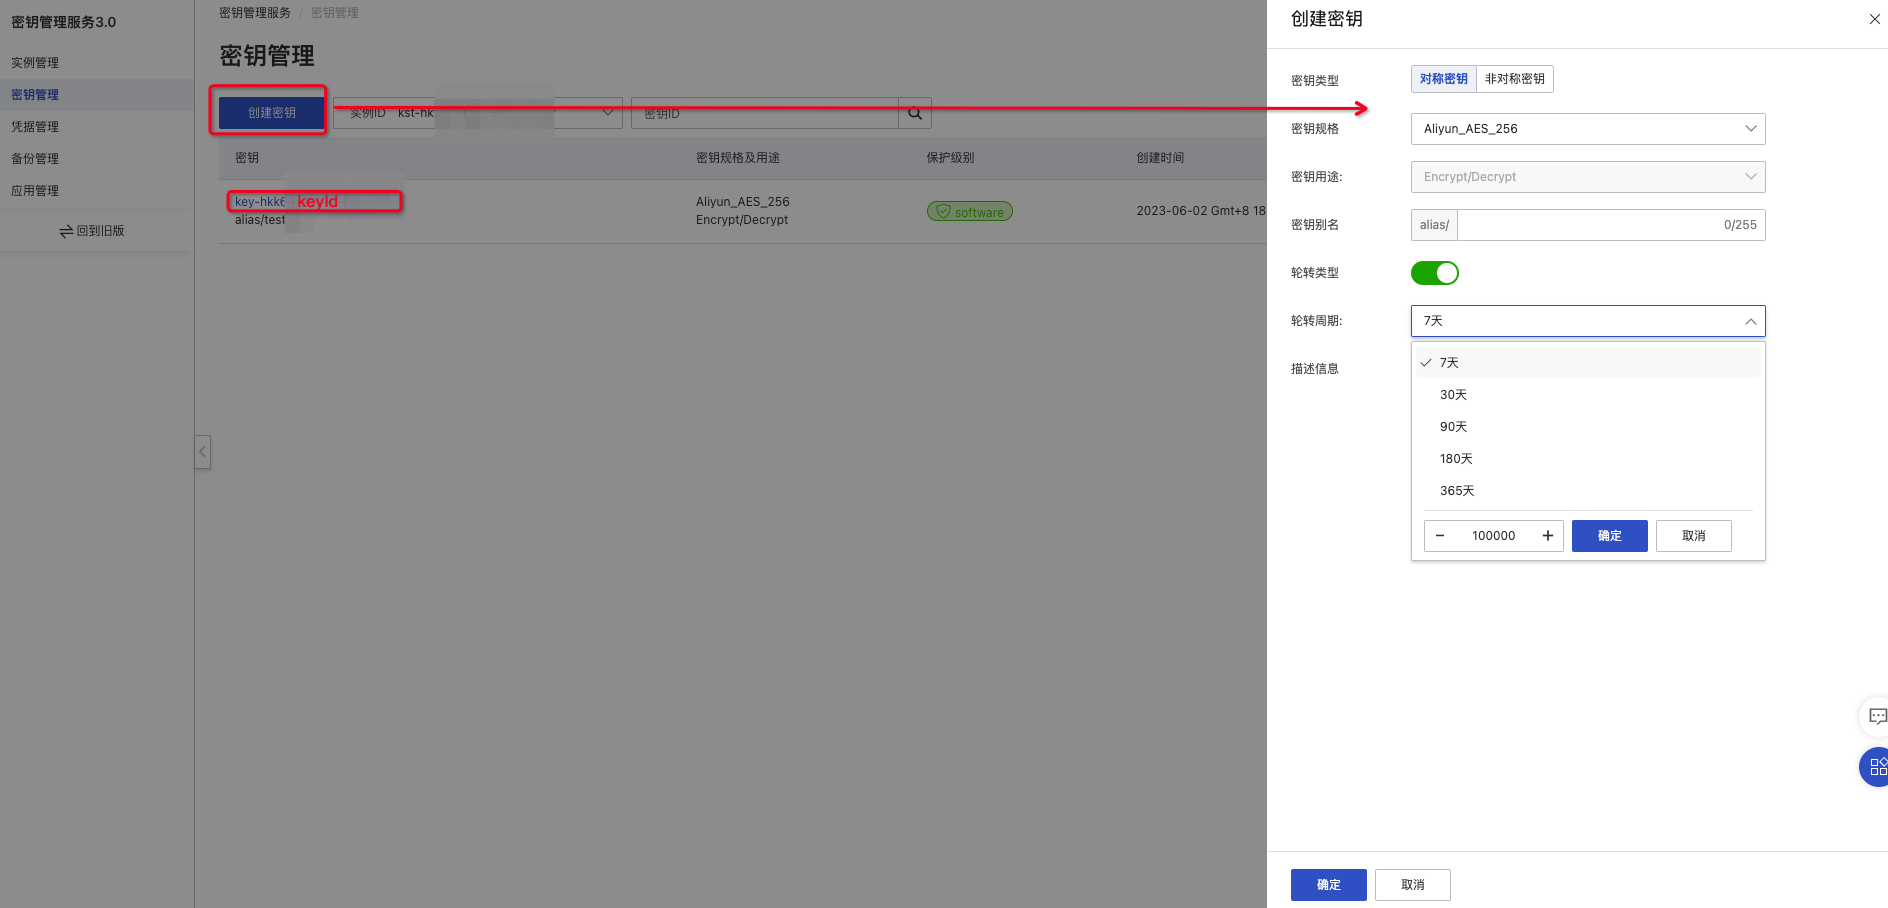 密钥管理服务3.0
实例管理
密钥管理
凭据管理
备份管理
应用管理
回到旧版
密钥管理服务 / 密钥管理
密钥管理
创建密钥
实例ID kst-hk
密钥ID
密钥 密钥规格及用途 保护级别 创建时间
key-hkk6 keyId Aliyun_AES_256 software 2023-06-02 Gmt+8 18
alias/test Encrypt/Decrypt
创建密钥
密钥类型 对称密钥 非对称密钥
密钥规格 Aliyun_AES_256
密钥用途: Encrypt/Decrypt
密钥别名 alias/ 0/255
轮转类型
轮转周期: 7天
描述信息
7天
30天
90天
180天
365天
100000 确定 取消
确定 取消